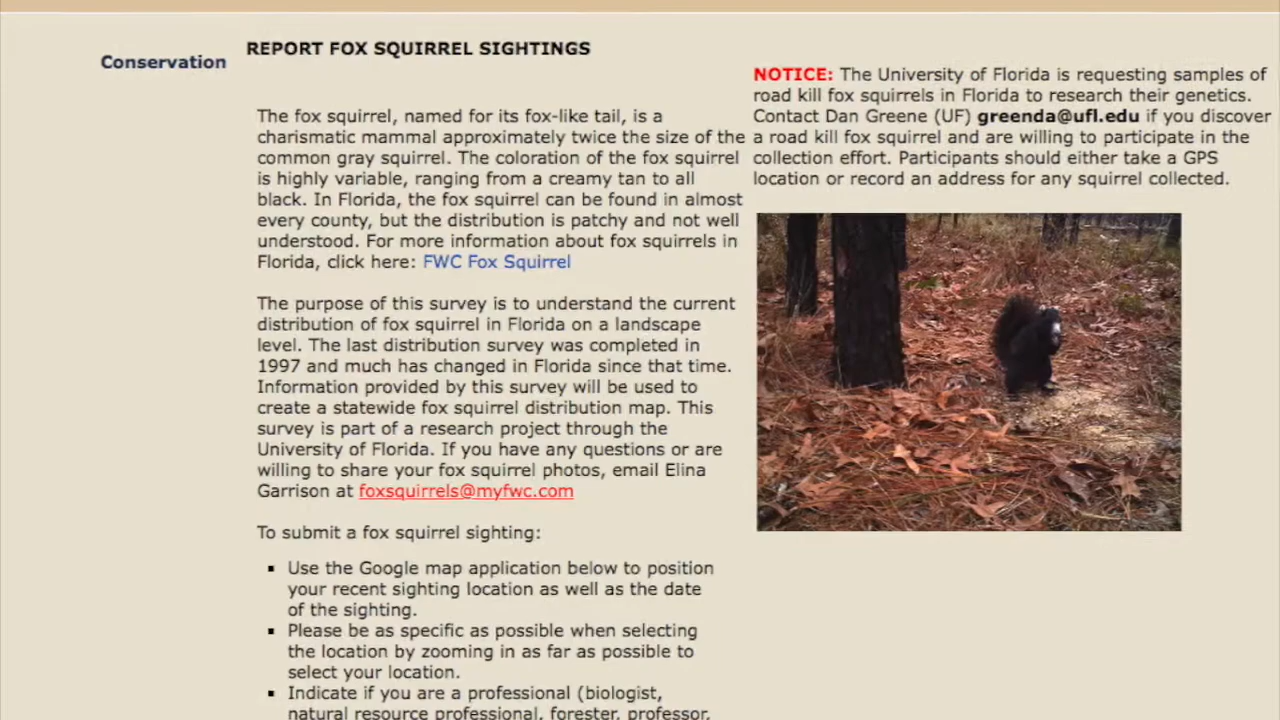 Conservation
REPORT FOX SQUIRREL SIGHTINGS
The fox squirrel, named for its fox-like tail, is a
charismatic mammal approximately twice the size of the
common gray squirrel. The coloration of the fox squirrel
is highly variable, ranging from a creamy tan to all
black. In Florida, the fox squirrel can be found in almost
every county, but the distribution is patchy and not well
understood. For more information about fox squirrels in
Florida, click here: FWC Fox Squirrel
The purpose of this survey is to understand the current
distribution of fox squirrel in Florida on a landscape
level. The last distribution survey was completed in
1997 and much has changed in Florida since that time.
Information provided by this survey will be used to
create a statewide fox squirrel distribution map. This
survey is part of a research project through the
University of Florida. If you have any questions or are
willing to share your fox squirrel photos, email Elina
Garrison at foxsquirrels@myfwc.com
To submit a fox squirrel sighting:
▪ Use the Google map application below to position
your recent sighting location as well as the date
of the sighting.
▪ Please be as specific as possible when selecting
the location by zooming in as far as possible to
select your location.
▪ Indicate if you are a professional (biologist,
natural resource professional, forester, professor,
NOTICE: The University of Florida is requesting samples of
road kill fox squirrels in Florida to research their genetics.
Contact Dan Greene (UF) greenda@ufl.edu if you discover
a road kill fox squirrel and are willing to participate in the
collection effort. Participants should either take a GPS
location or record an address for any squirrel collected.